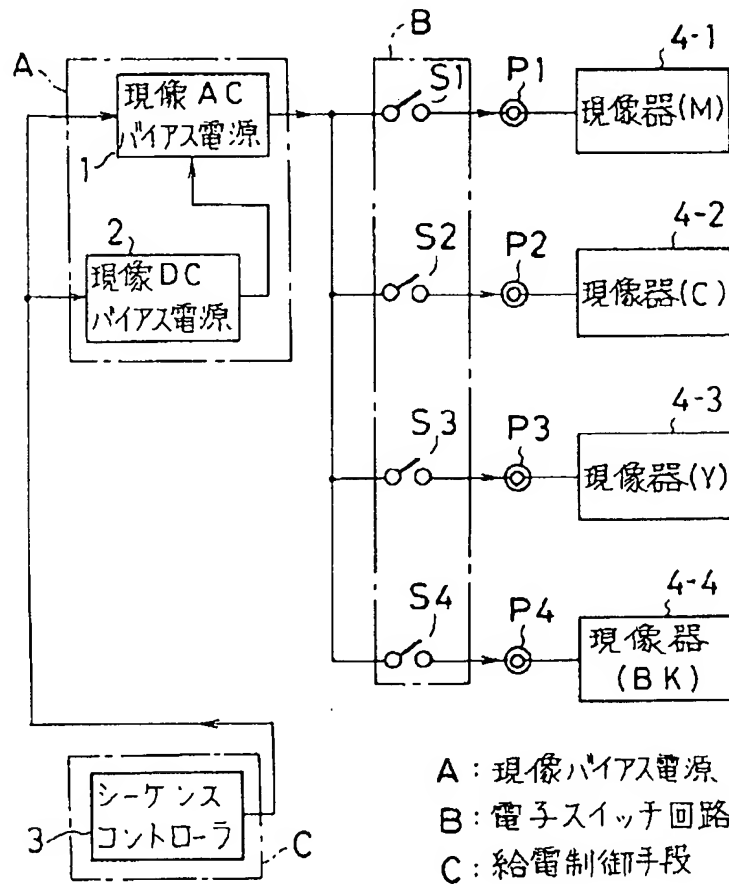 A
B
現像AC
バイアス電源
1
S1
P1
4-1
現像器(M)
2
現像DC
バイアス電源
S2
P2
4-2
現像器(C)
S3
P3
4-3
現像器(Y)
S4
P4
4-4
現像器
(BK)
シーケンス
コントローラ
3
C
A：現像バイアス電源
B：電子スイッチ回路
C：給電制御手段